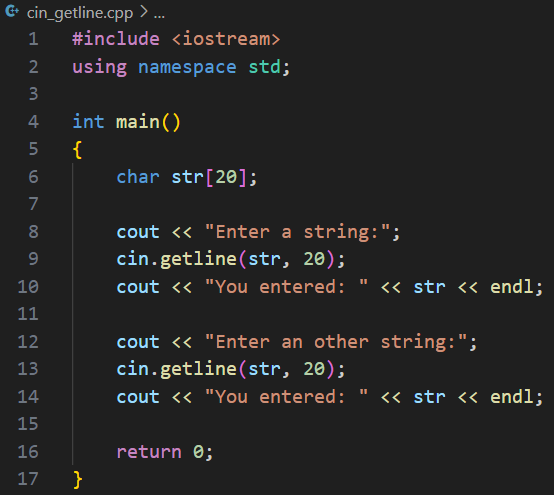 cin_getline.cpp > ...
1 #include <iostream>
2 using namespace std;
3
4 int main()
5 {
6     char str[20];
7
8     cout << "Enter a string:";
9     cin.getline(str, 20);
10     cout << "You entered: " << str << endl;
11
12     cout << "Enter an other string:";
13     cin.getline(str, 20);
14     cout << "You entered: " << str << endl;
15
16     return 0;
17 }